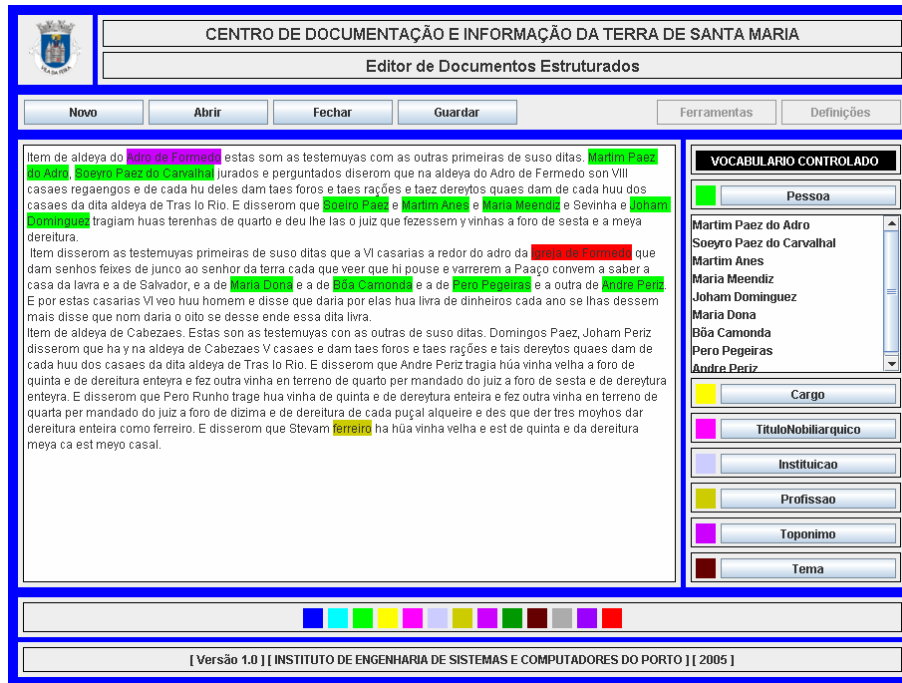 CENTRO DE DOCUMENTAÇÃO E INFORMAÇÃO DA TERRA DE SANTA MARIA
VILA DA FEIRA
Editor de Documentos Estruturados
Novo Abrir Fechar Guardar Ferramentas Definições
Item de aldeya do Adro de Formedo estas som as testemuyas com as outras primeiras de suso ditas. Martim Paez
do Adro, Soeyro Paez do Carvalhal jurados e perguntados diserom que na aldeya do Adro de Fermedo son VIII
casaes regaengos e de cada hu deles dam taes foros e taes rações e taez dereytos quaes dam de cada huu dos
casaes da dita aldeya de Tras lo Rio. E disserom que Soeiro Paez e Martim Anes e Maria Meendiz e Sevinha e Joham
Dominguez tragiam huas terenhas de quarto e deu lhe las o juiz que fezessem y vinhas a foro de sesta e a meya
dereitura.
Item disserom as testemuyas primeiras de suso ditas que a VI casarias a redor do adro da Igreja de Formedo que
dam senhos feixes de junco ao senhor da terra cada que veer que hi pouse e varrerem a Paaço convem a saber a
casa da lavra e a de Salvador, e a de Maria Dona e a de Bõa Camonda e a de Pero Pegeiras e a outra de Andre Periz.
E por estas casarias VI veo huu homem e disse que daria por elas hua livra de dinheiros cada ano se lhas dessem
mais disse que nom daria o oito se desse ende essa dita livra.
Item de aldeya de Cabezaes. Estas son as testemuyas con as outras de suso ditas. Domingos Paez, Joham Periz
disserom que ha y na aldeya de Cabezaes V casaes e dam taes foros e taes rações e tais dereytos quaes dam de
cada huu dos casaes da dita aldeya de Tras lo Rio. E disserom que Andre Periz tragia húa vinha velha a foro de
quinta e de dereitura enteyra e fez outra vinha en terreno de quarto per mandado do juiz a foro de sesta e de dereytura
enteyra. E disserom que Pero Runho trage hua vinha de quinta e de dereytura enteira e fez outra vinha en terreno de
quarta per mandado do juiz a foro de dizima e de dereitura de cada puçal alqueire e des que der tres moyhos dar
dereitura enteira como ferreiro. E disserom que Stevam ferreiro ha hüa vinha velha e est de quinta e da dereitura
meya ca est meyo casal.
VOCABULARIO CONTROLADO
Pessoa
Martim Paez do Adro
Soeyro Paez do Carvalhal
Martim Anes
Maria Meendiz
Joham Dominguez
Maria Dona
Bõa Camonda
Pero Pegeiras
Andre Periz
Cargo
TituloNobiliarquico
Instituicao
Profissao
Toponimo
Tema
[ Versão 1.0 ] [ INSTITUTO DE ENGENHARIA DE SISTEMAS E COMPUTADORES DO PORTO ] [ 2005 ]